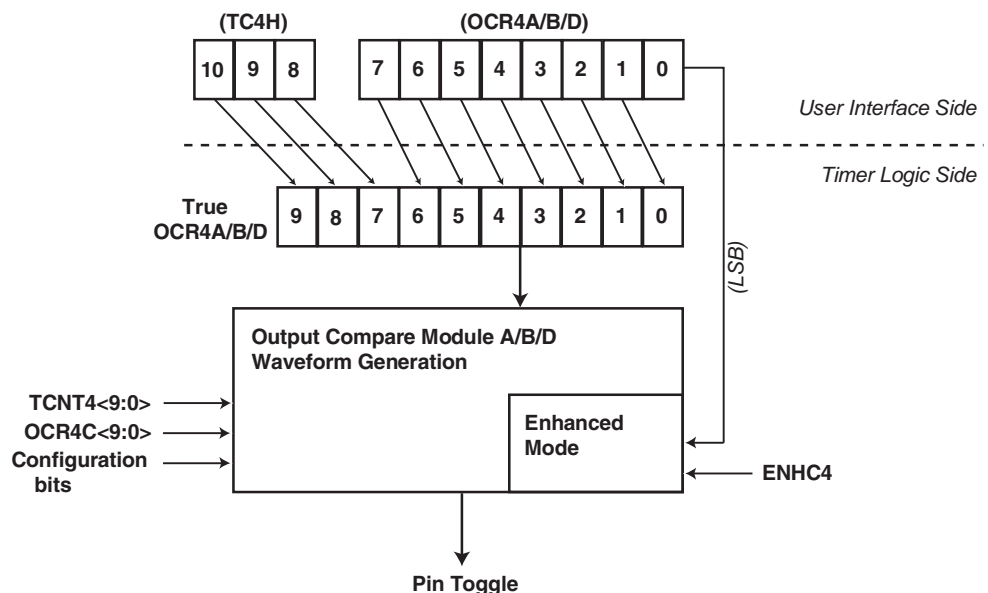 (TC4H) (OCR4A/B/D)
10 9 8 7 6 5 4 3 2 1 0
User Interface Side
Timer Logic Side
True
OCR4A/B/D
9 8 7 6 5 4 3 2 1 0
(LSB)
Output Compare Module A/B/D
Waveform Generation
TCNT4<9:0>
OCR4C<9:0>
Configuration
bits
Enhanced
Mode
ENHC4
Pin Toggle